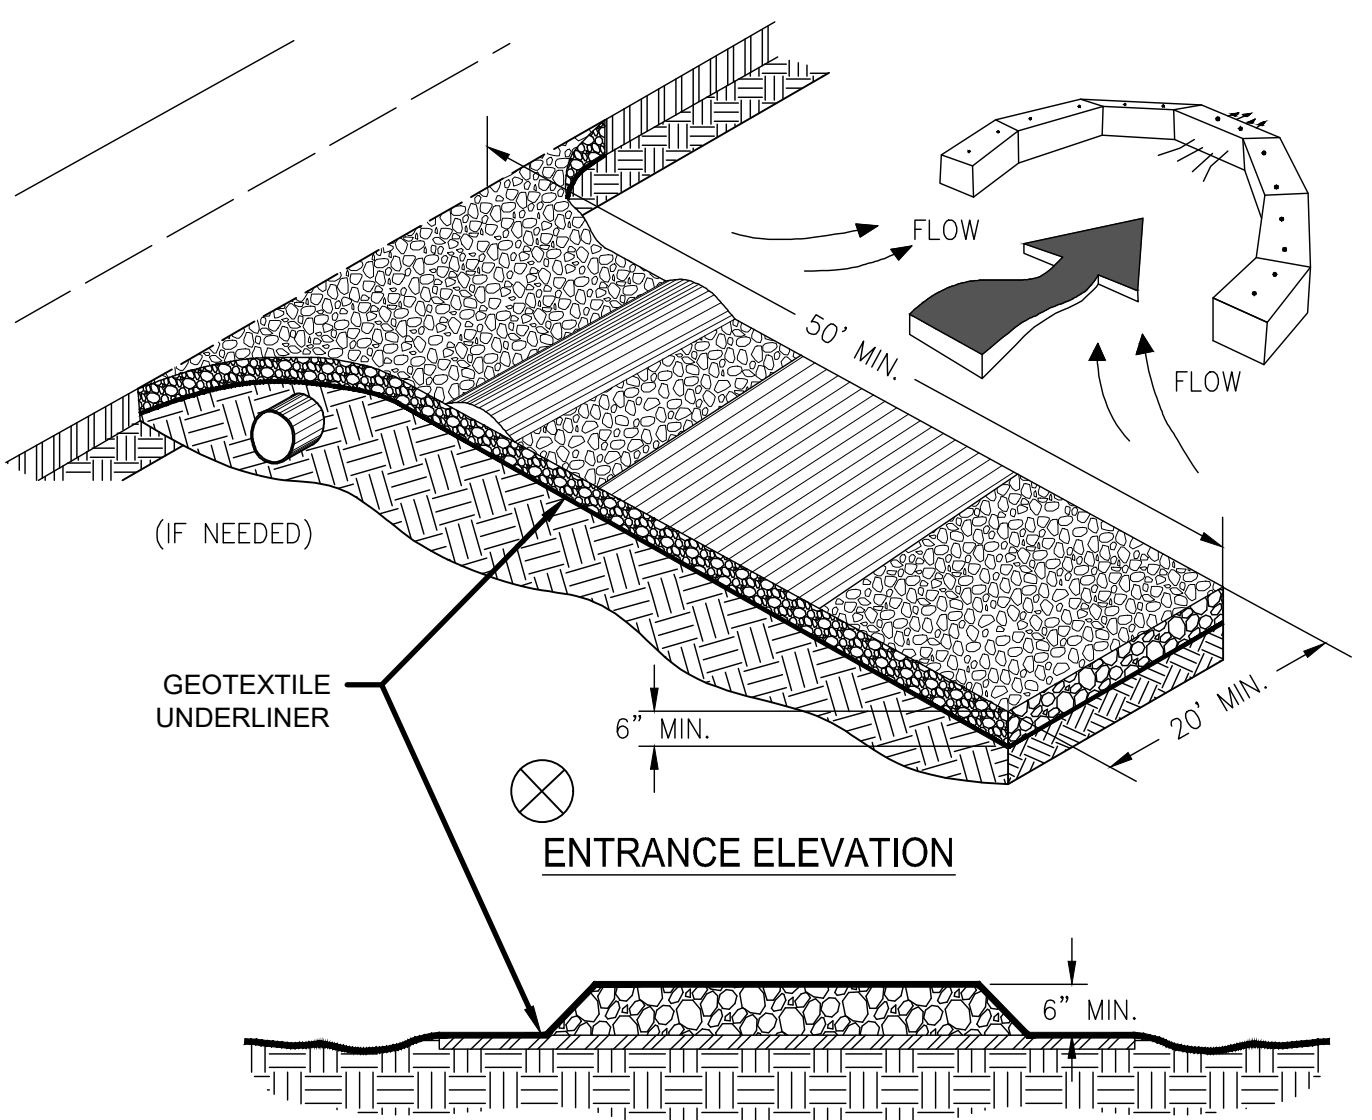 FLOW
50' MIN.
FLOW
(IF NEEDED)
GEOTEXTILE
UNDERLINER
6” MIN.
20' MIN.
ENTRANCE ELEVATION
6” MIN.